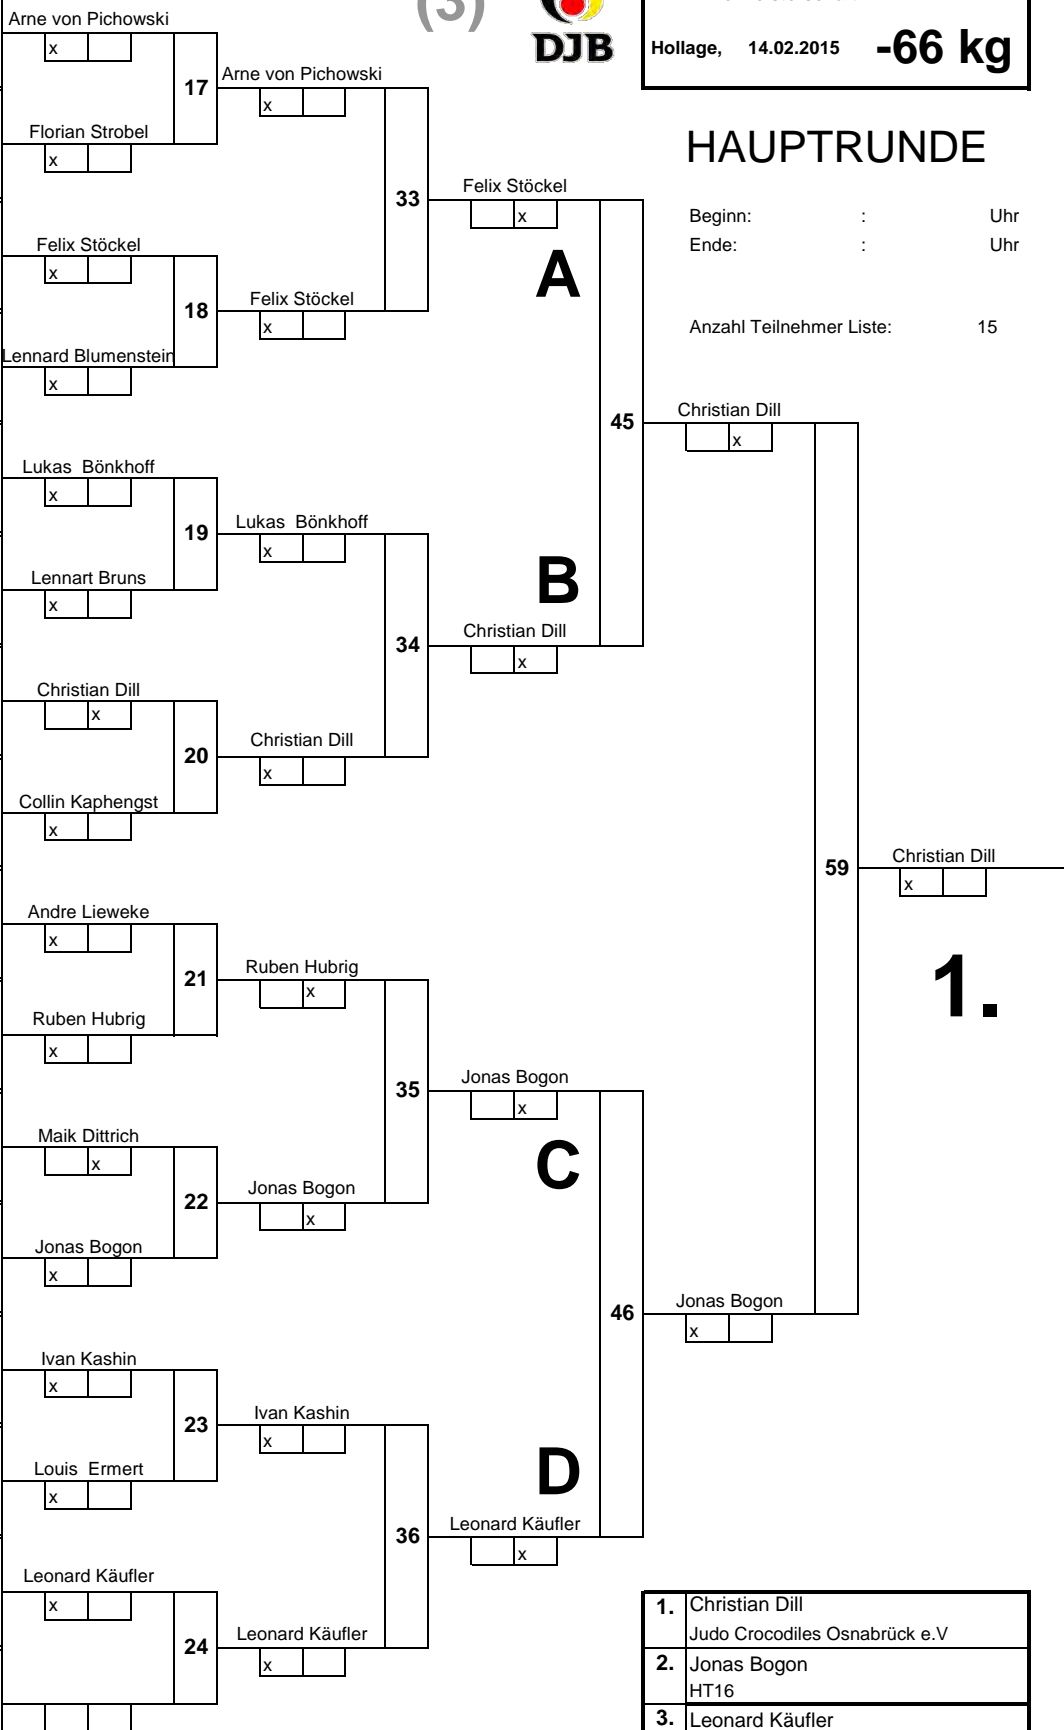 Arne von Pichowski
x
Florian Strobel
x
17
Arne von Pichowski
x
Felix Stöckel
x
Lennard Blumenstein
x
18
Felix Stöckel
x
33
Felix Stöckel
x
A
Lukas  Bönkhoff
x
Lennart Bruns
x
19
Lukas  Bönkhoff
x
Christian Dill
x
Collin Kaphengst
x
20
Christian Dill
x
34
B
Christian Dill
x
45
Christian Dill
x
Andre Lieweke
x
Ruben Hubrig
x
21
Ruben Hubrig
x
Maik Dittrich
x
Jonas Bogon
x
22
Jonas Bogon
x
35
Jonas Bogon
x
C
Ivan Kashin
x
Louis  Ermert
x
23
Ivan Kashin
x
Leonard Käufler
x
24
Leonard Käufler
x
36
D
Leonard Käufler
x
46
Jonas Bogon
x
59
Christian Dill
x
1.
(3)
DJB
Hollage, 14.02.2015 -66 kg
HAUPTRUNDE
Beginn: : Uhr
Ende: : Uhr
Anzahl Teilnehmer Liste: 15
1. Christian Dill
Judo Crocodiles Osnabrück e.V
2. Jonas Bogon
HT16
3. Leonard Käufler